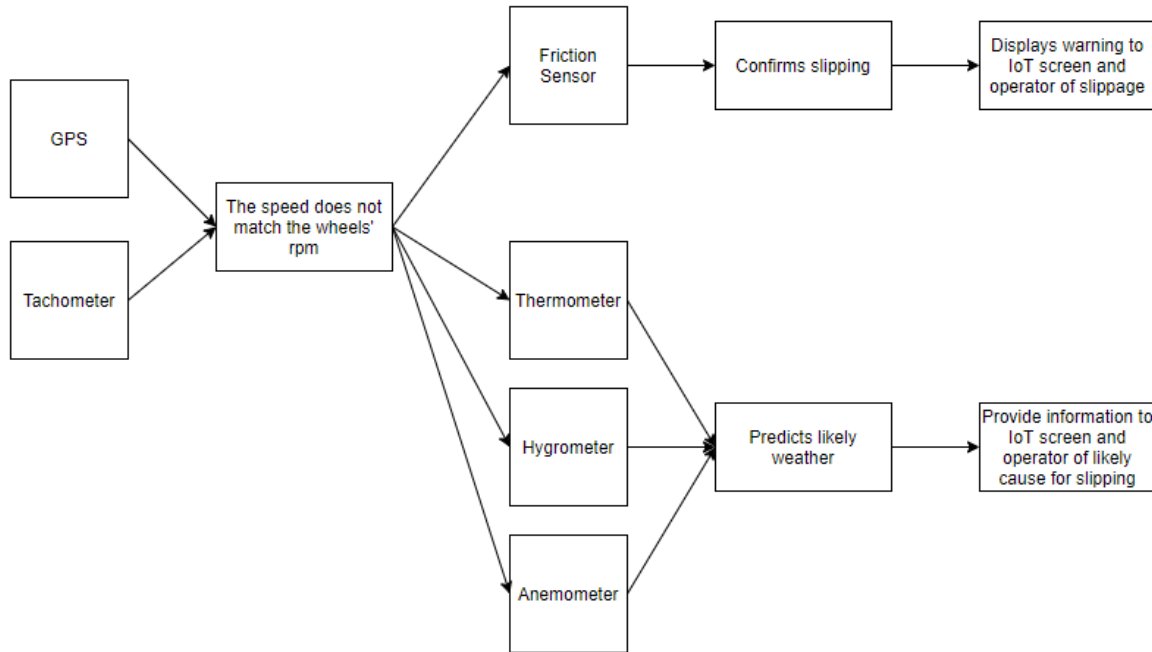 GPS
Tachometer
The speed does not
match the wheels'
rpm
Friction
Sensor
Confirms slipping
Displays warning to
IoT screen and
operator of slippage
Thermometer
Hygrometer
Anemometer
Predicts likely
weather
Provide information to
IoT screen and
operator of likely
cause for slipping